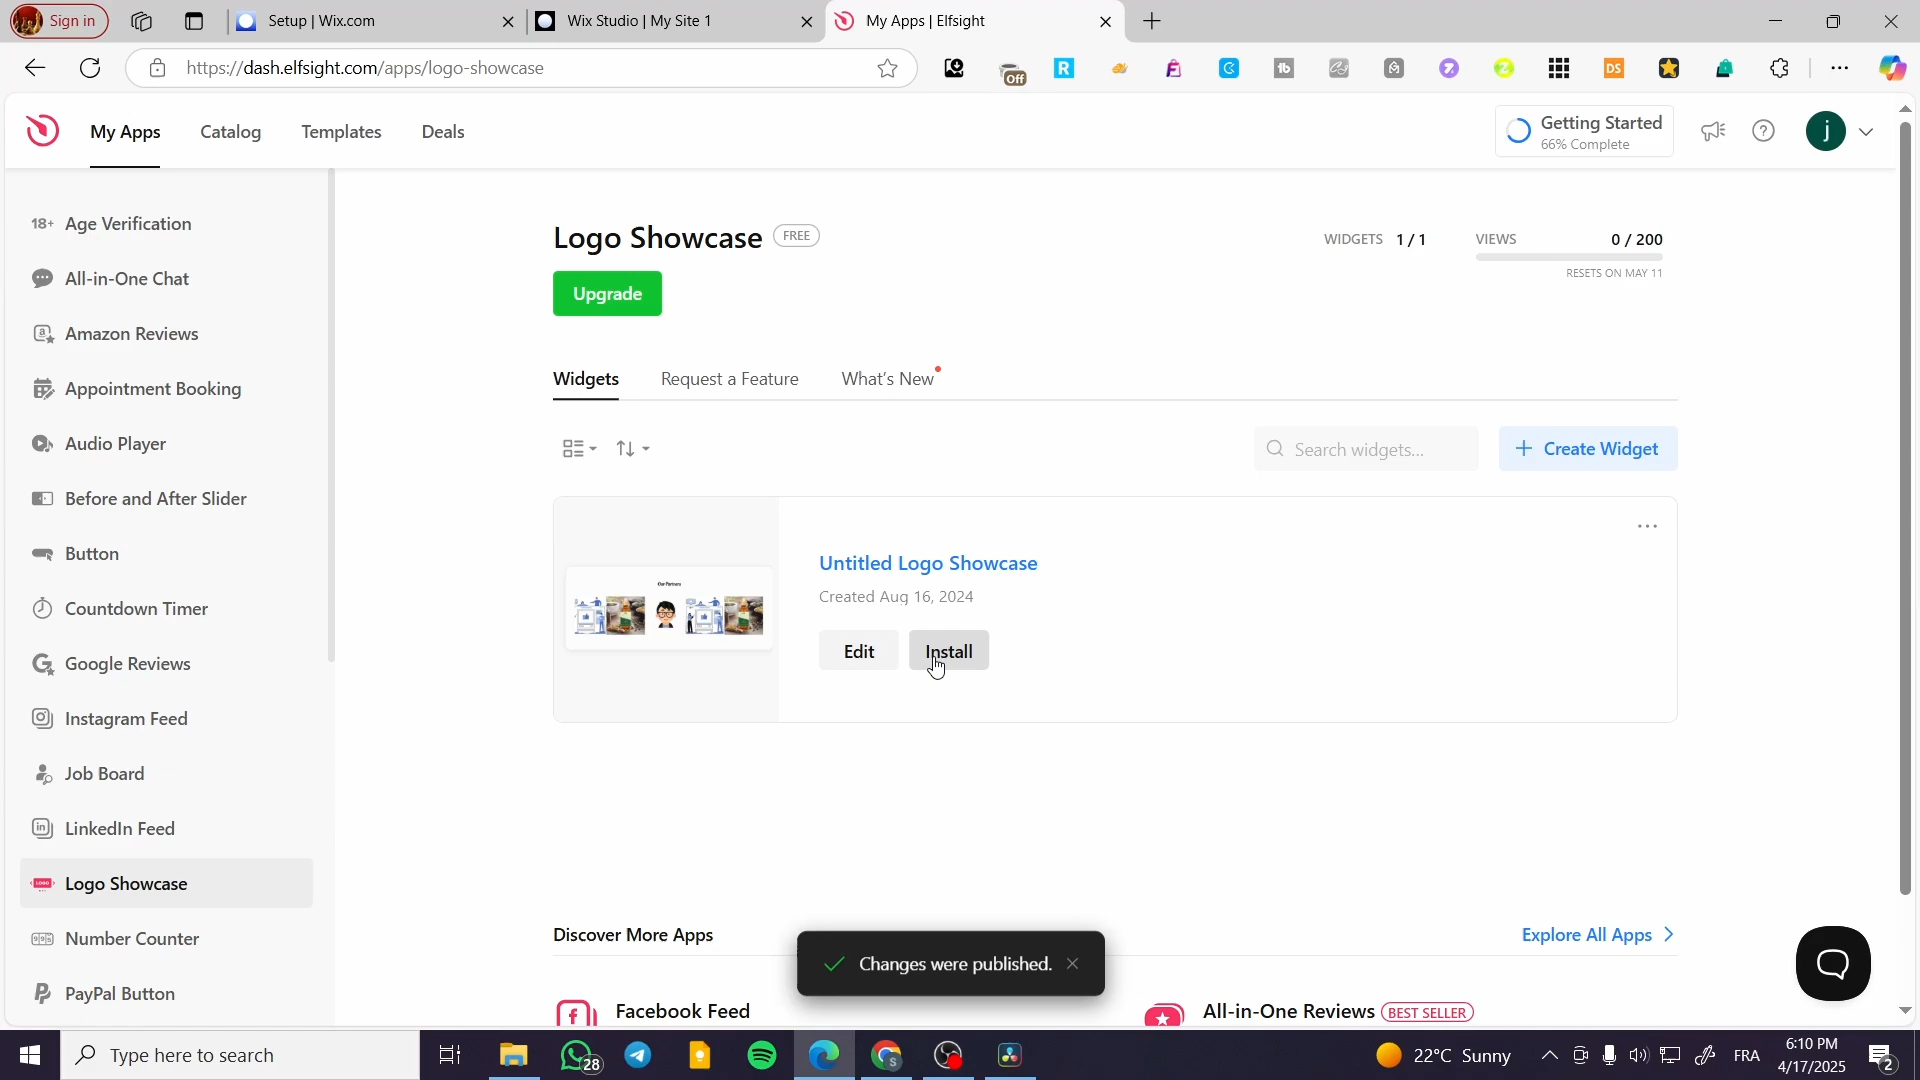 Sign in
Setup | Wix.com
Wix Studio | My Site 1
My Apps | Elfsight
https://dash.elfsight.com/apps/logo-showcase
Off
My Apps
Catalog
Templates
Deals
Getting Started
66% Complete
j
18+ Age Verification
All-in-One Chat
Amazon Reviews
Appointment Booking
Audio Player
Before and After Slider
Button
Countdown Timer
Google Reviews
Instagram Feed
Job Board
LinkedIn Feed
Logo Showcase
Number Counter
PayPal Button
Logo Showcase FREE
Upgrade
WIDGETS 1 / 1
VIEWS 0 / 200
RESETS ON MAY 11
Widgets
Request a Feature
What's New
Search widgets...
+ Create Widget
Our Partners
Untitled Logo Showcase
Created Aug 16, 2024
Edit
Install
Discover More Apps
Explore All Apps
Changes were published.
Facebook Feed
All-in-One Reviews BEST SELLER
Type here to search
28
22°C Sunny
FRA
6:10 PM
4/17/2025
2